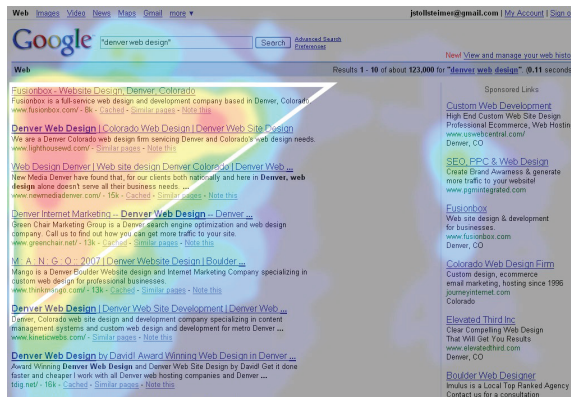 Web Images Video News Maps Gmail more ▼
jstollsteimer@gmail.com | My Account | Sign o
Google
"denver web design"
Search
Advanced Search
Preferences
New! View and manage your web histo
Web
Results 1 - 10 of about 123,000 for "denver web design". (0.11 seconds
Fusionbox - Website Design, Denver, Colorado
Fusionbox is a full-service web design and development company based in Denver, Colorado.
www.fusionbox.com/ - 8k - Cached - Similar pages - Note this
Denver Web Design | Colorado Web Design | Denver Web Site Design
We are a Denver Colorado web design firm servicing Denver and Colorado's web design needs.
www.lighthousewd.com/ - Similar pages - Note this
Web Design Denver | Web site design Denver Colorado | Denver Web ...
New Media Denver have found that, for our clients both nationally and here in Denver, web
design alone doesn't serve all their business needs. ...
www.newmediadenver.com/ - 15k - Cached - Similar pages - Note this
Denver Internet Marketing -- Denver Web Design -- Denver ...
Green Chair Marketing Group is a Denver search engine optimization and web design
company. Call us to find out how you can get more traffic to your site.
www.greenchair.net/ - 13k - Cached - Similar pages - Note this
M : A : N : G : O :: 2007 | Denver Website Design | Boulder ...
Mango is a Denver Boulder Website design and Internet Marketing Company specializing in
custom web design for professional businesses.
www.thinkmango.com/ - 13k - Cached - Similar pages - Note this
Denver Web Design | Denver Web Site Development | Denver Web ...
Denver, Colorado web site design and development company specializing in content
management systems and custom web design and development for metro Denver ...
www.kineticwebs.com/ - Similar pages - Note this
Denver Web Design by David! Award Winning Web Design in Denver ...
Award Winning Denver Web Design and Denver Web Site Design by David! Get it done
faster and cheaper I work with all Denver web hosting companies and Denver ...
tdig.net/ - 16k - Cached - Similar pages - Note this
Sponsored Links
Custom Web Development
High End Custom Web Site Design
Professional Ecommerce, Web Hostin
www.uswebcentral.com/
Denver, CO
SEO, PPC & Web Design
Create Brand Awarness & generate
more traffic to your website!
www.pgmintegrated.com
Fusionbox
Web site design & development
for businesses.
www.fusionbox.com
Denver, CO
Colorado Web Design Firm
Custom design, ecommerce
email marketing, hosting since 1996
journeyinternet.com
Colorado
Elevated Third Inc
Clear Compelling Web Design
That Will Get You Results
www.elevatedthird.com
Denver, CO
Boulder Web Designer
Imulus is a Local Top Ranked Agency
Contact us for a consultation